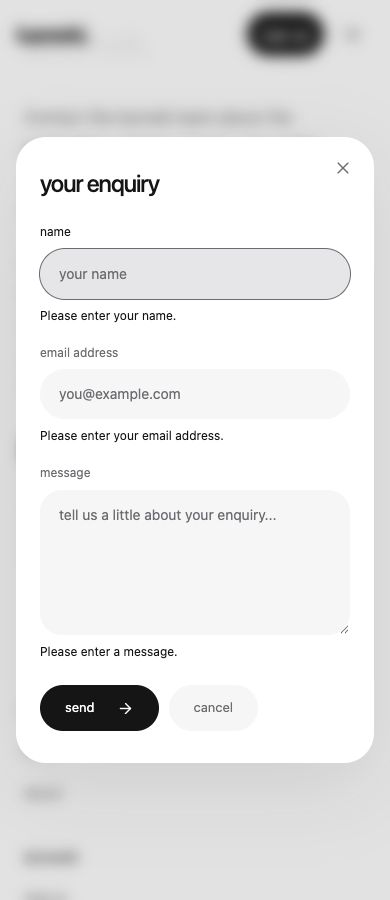 your enquiry
name
your name
Please enter your name.
email address
you@example.com
Please enter your email address.
message
tell us a little about your enquiry...
Please enter a message.
send
cancel